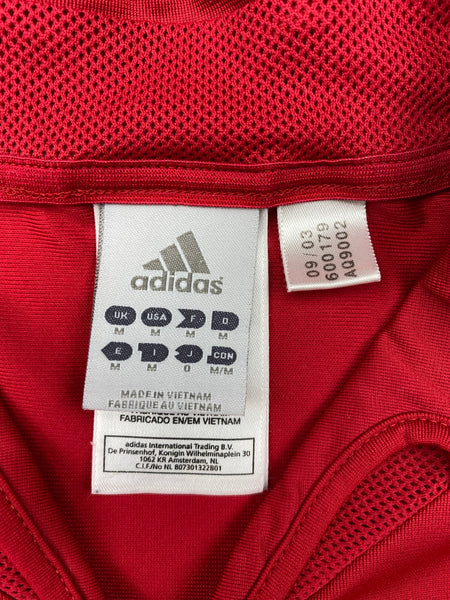 adidas
UK USA F D
M M M M
E I J CDN
M M O M/M
MADE IN VIETNAM
FABRIQUE AU VIETNAM
FABRICADO EN/EM VIETNAM
adidas International Trading B.V.
De Prinsenhof, Konigin Wilhelminaplein 30
1062 KR Amsterdam, NL
C.I.F./No NL B07301322B01
09/03
600179
AQ9002